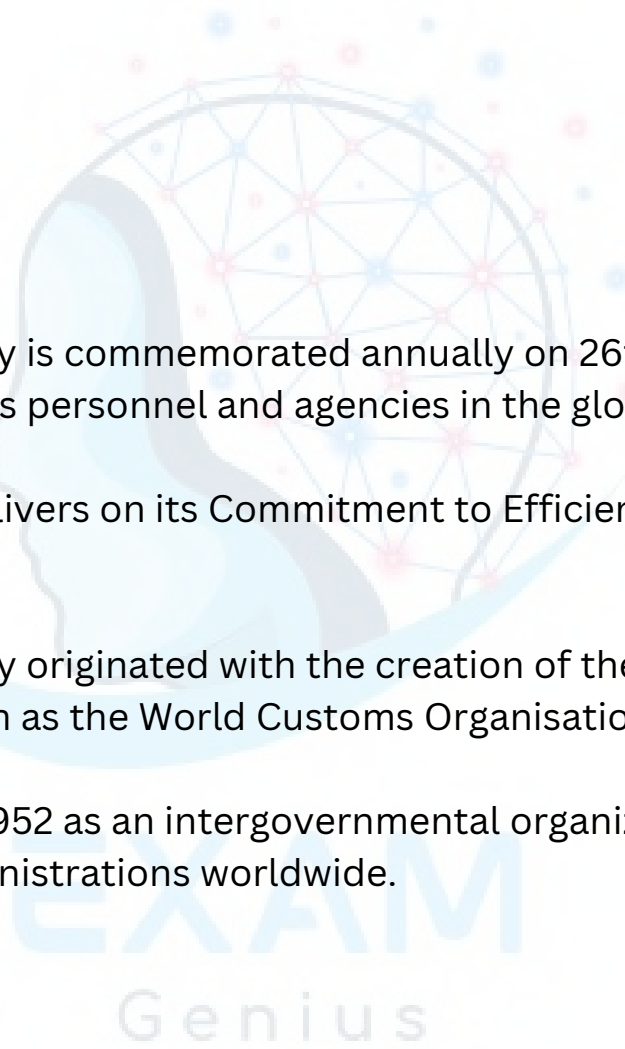 y is commemorated annually on 26
s personnel and agencies in the glo
livers on its Commitment to Efficien
y originated with the creation of the
n as the World Customs Organisatio
952 as an intergovernmental organiz
nistrations worldwide.
EXAM
Genius